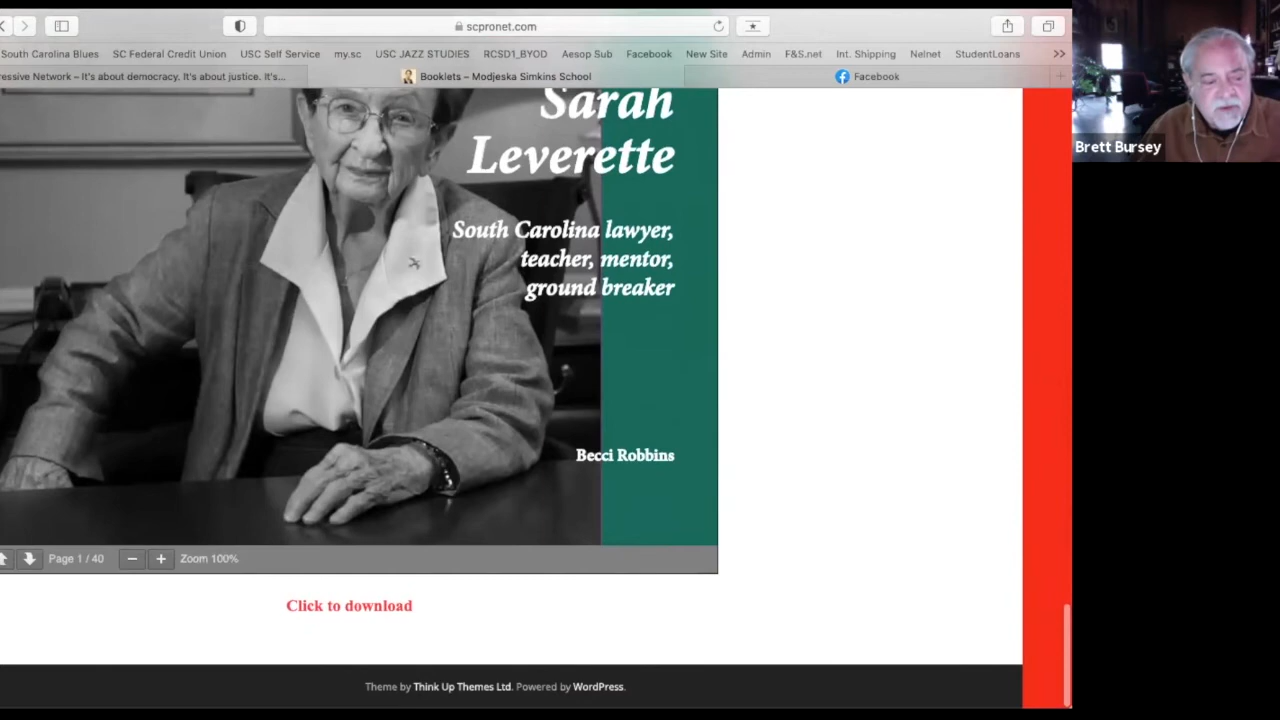 scpronet.com
South Carolina Blues SC Federal Credit Union USC Self Service my.sc USC JAZZ STUDIES RCSD1_BYOD Aesop Sub Facebook New Site Admin F&S.net Int. Shipping Nelnet StudentLoans >>
ressive Network – It's about democracy. It's about justice. It's... Booklets – Modjeska Simkins School Facebook
Brett Bursey
Sarah
Leverette
South Carolina lawyer,
teacher, mentor,
ground breaker
Becci Robbins
Page 1 / 40 Zoom 100%
Click to download
Theme by Think Up Themes Ltd. Powered by WordPress.